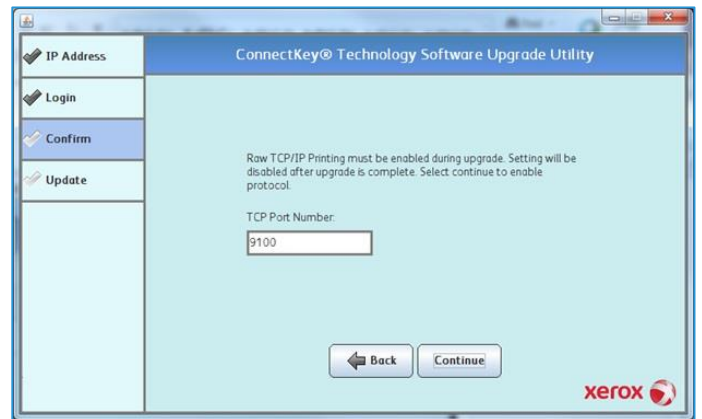 ConnectKey® Technology Software Upgrade Utility
IP Address
Login
Confirm
Update
Raw TCP/IP Printing must be enabled during upgrade. Setting will be
disabled after upgrade is complete. Select continue to enable
protocol.
TCP Port Number:
9100
Back
Continue
xerox